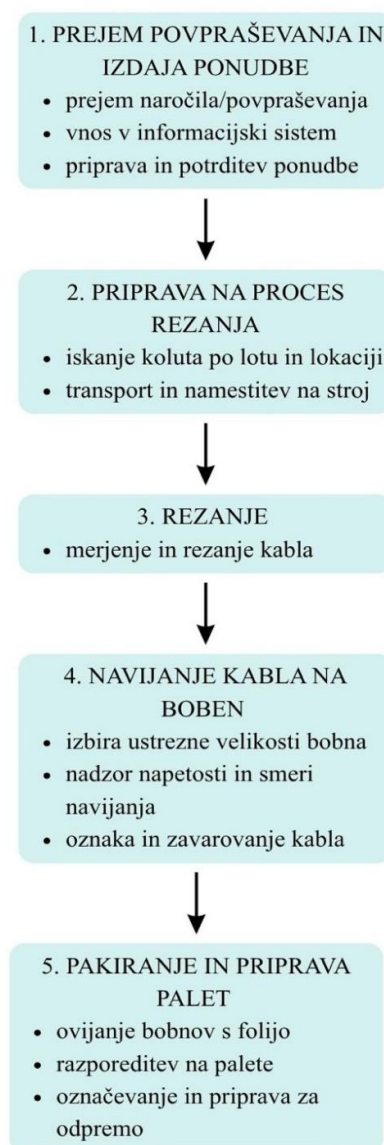 1. PREJEM POVPRAŠEVANJA IN
IZDAJA PONUDBE
• prejem naročila/povpraševanja
• vnos v informacijski sistem
• priprava in potrditev ponudbe
2. PRIPRAVA NA PROCES
REZANJA
• iskanje koluta po lotu in lokaciji
• transport in namestitev na stroj
3. REZANJE
• merjenje in rezanje kabla
4. NAVIJANJE KABLA NA
BOBEN
• izbira ustrezne velikosti bobna
• nadzor napetosti in smeri
navijanja
• oznaka in zavarovanje kabla
5. PAKIRANJE IN PRIPRAVA
PALET
• ovijanje bobnov s folijo
• razporeditev na palete
• označevanje in priprava za
odpremo